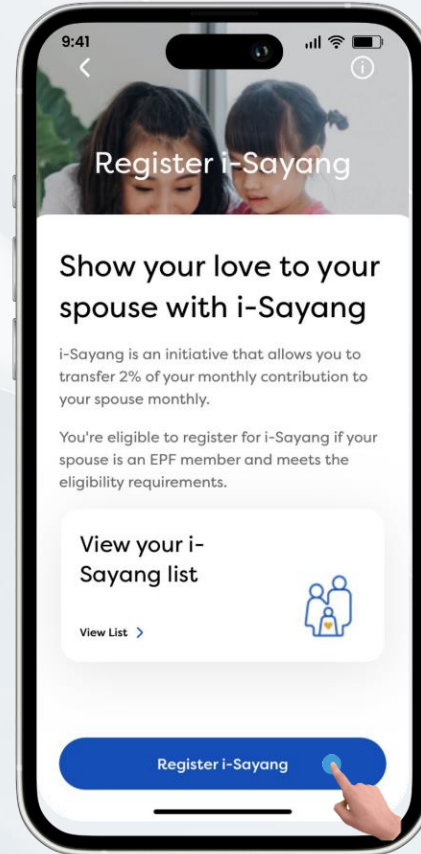 9:41
Register i-Sayang
Show your love to your
spouse with i-Sayang
i-Sayang is an initiative that allows you to
transfer 2% of your monthly contribution to
your spouse monthly.
You're eligible to register for i-Sayang if your
spouse is an EPF member and meets the
eligibility requirements.
View your i-
Sayang list
View List >
Register i-Sayang